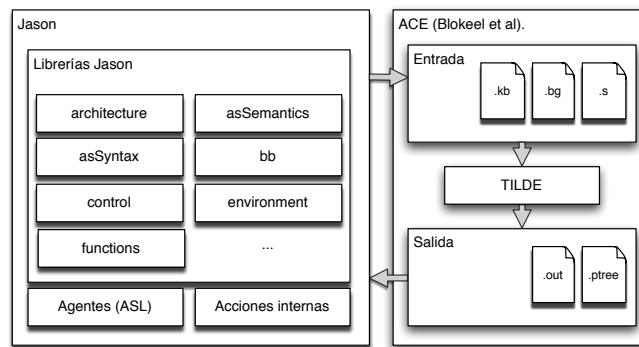 Jason
Librerías Jason
architecture
asSemantics
asSyntax
bb
control
environment
functions
...
Agentes (ASL)
Acciones internas
ACE (Blokeel et al).
Entrada
.kb
.bg
.s
TILDE
Salida
.out
.ptree